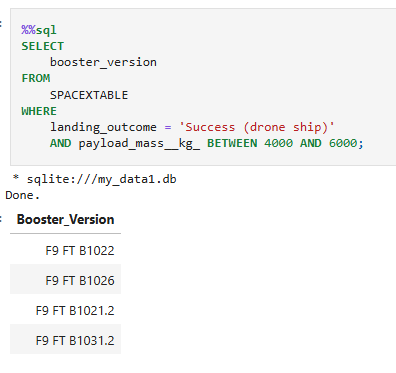 %%sql
SELECT
booster_version
FROM
SPACEXTABLE
WHERE
landing_outcome = 'Success (drone ship)'
AND payload_mass__kg_ BETWEEN 4000 AND 6000;
* sqlite:///my_data1.db
Done.
Booster_Version
F9 FT B1022
F9 FT B1026
F9 FT B1021.2
F9 FT B1031.2